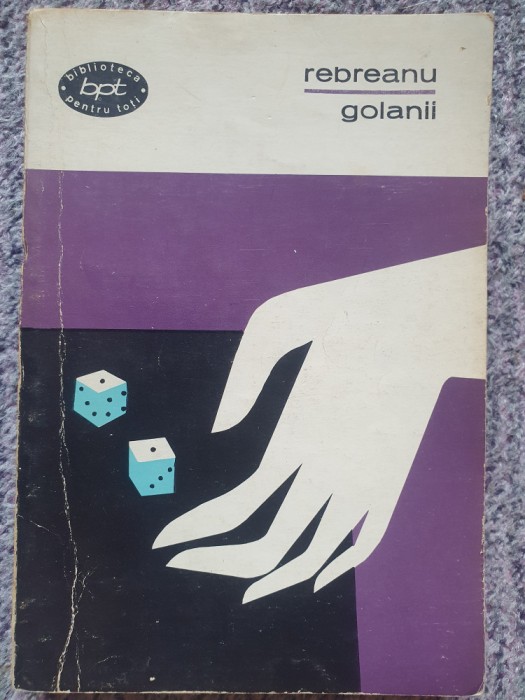 biblioteca
bpt
pentru toți
rebreanu
golanii